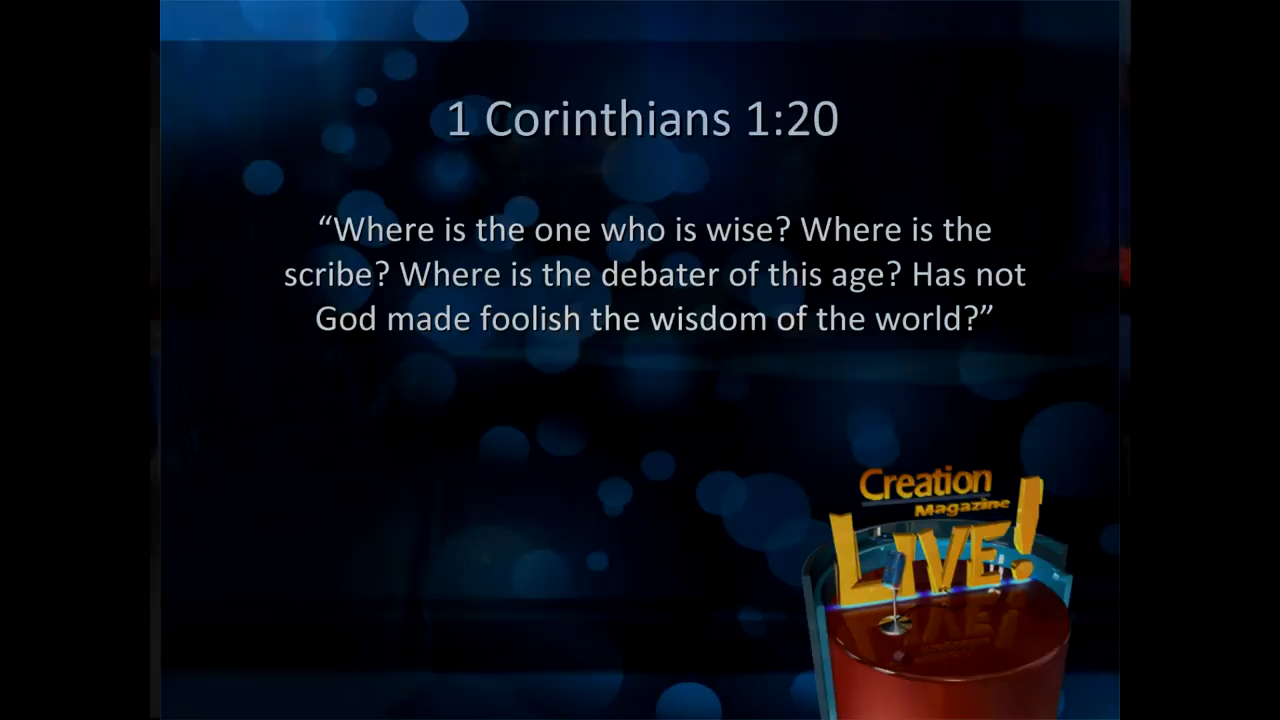 1 Corinthians 1:20
“Where is the one who is wise? Where is the
scribe? Where is the debater of this age? Has not
God made foolish the wisdom of the world?”
Creation
Magazine
LIVE!